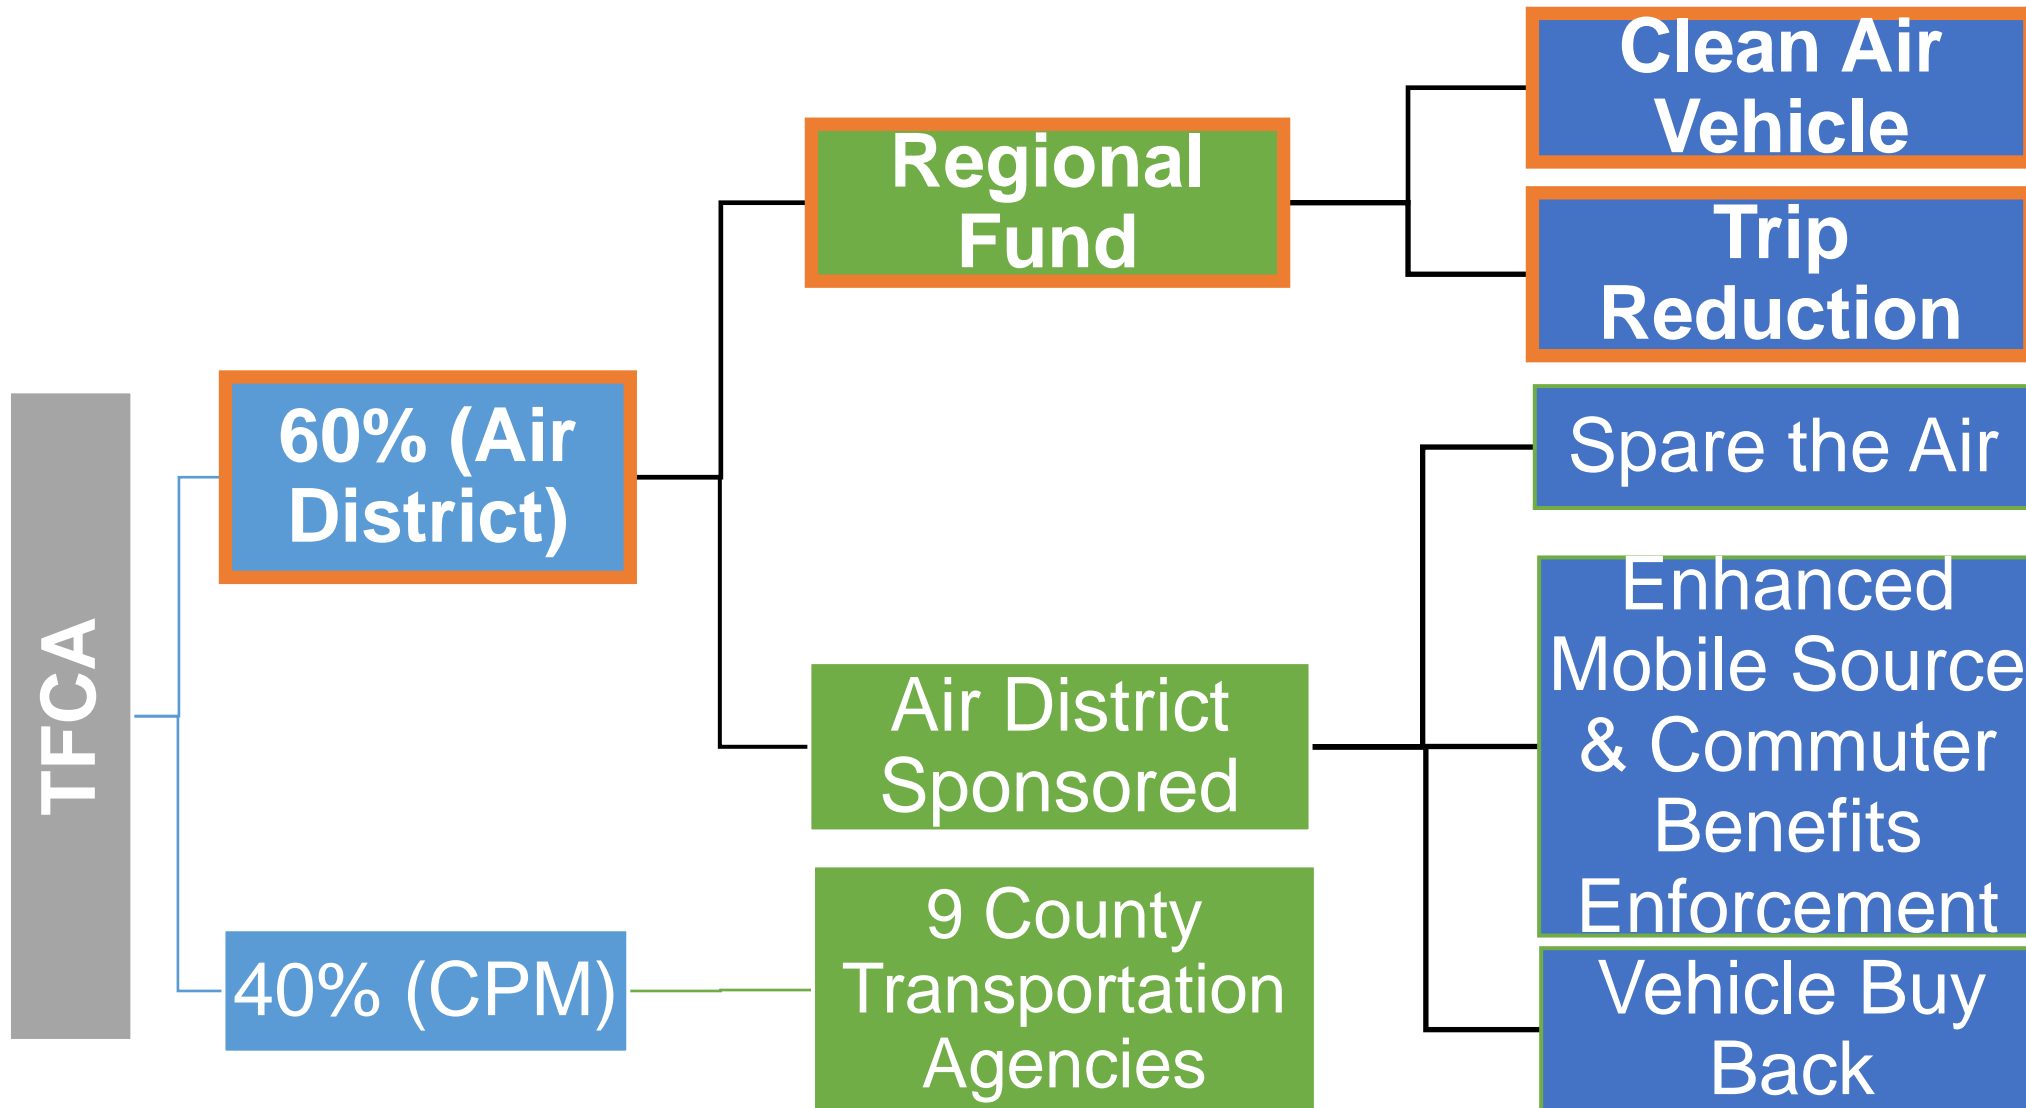 TFCA
60% (Air
District)
40% (CPM)
Regional
Fund
Air District
Sponsored
9 County
Transportation
Agencies
Clean Air
Vehicle
Trip
Reduction
Spare the Air
Enhanced
Mobile Source
& Commuter
Benefits
Enforcement
Vehicle Buy
Back